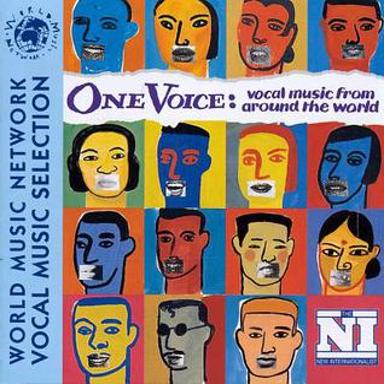 WORLD MUSIC NETWORK
VOCAL MUSIC SELECTION
ONE VOICE: vocal music from
around the world
THE
NI
NEW INTERNATIONALIST